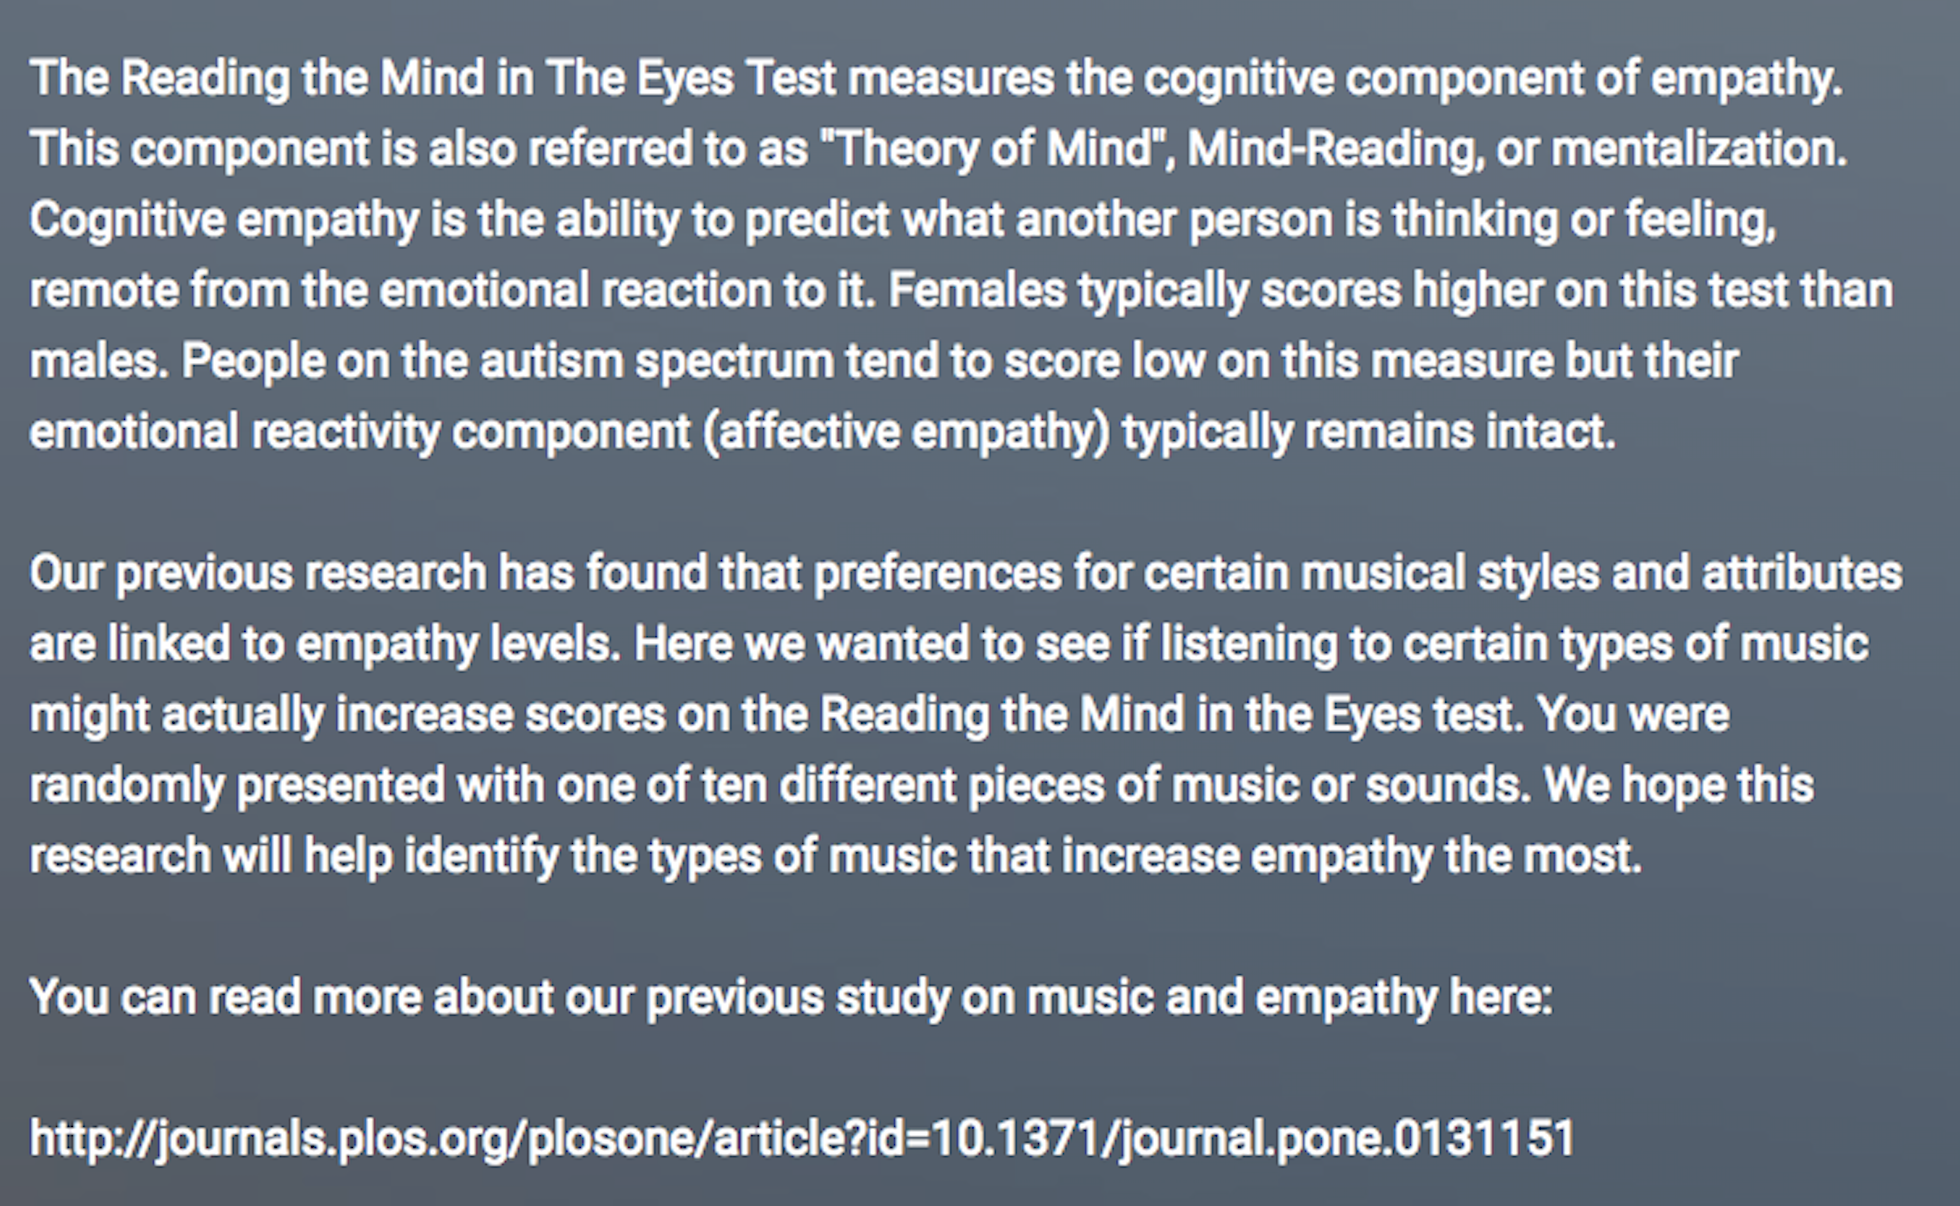 The Reading the Mind in The Eyes Test measures the cognitive component of empathy.
This component is also referred to as "Theory of Mind", Mind-Reading, or mentalization.
Cognitive empathy is the ability to predict what another person is thinking or feeling,
remote from the emotional reaction to it. Females typically scores higher on this test than
males. People on the autism spectrum tend to score low on this measure but their
emotional reactivity component (affective empathy) typically remains intact.
Our previous research has found that preferences for certain musical styles and attributes
are linked to empathy levels. Here we wanted to see if listening to certain types of music
might actually increase scores on the Reading the Mind in the Eyes test. You were
randomly presented with one of ten different pieces of music or sounds. We hope this
research will help identify the types of music that increase empathy the most.
You can read more about our previous study on music and empathy here:
http://journals.plos.org/plosone/article?id=10.1371/journal.pone.0131151